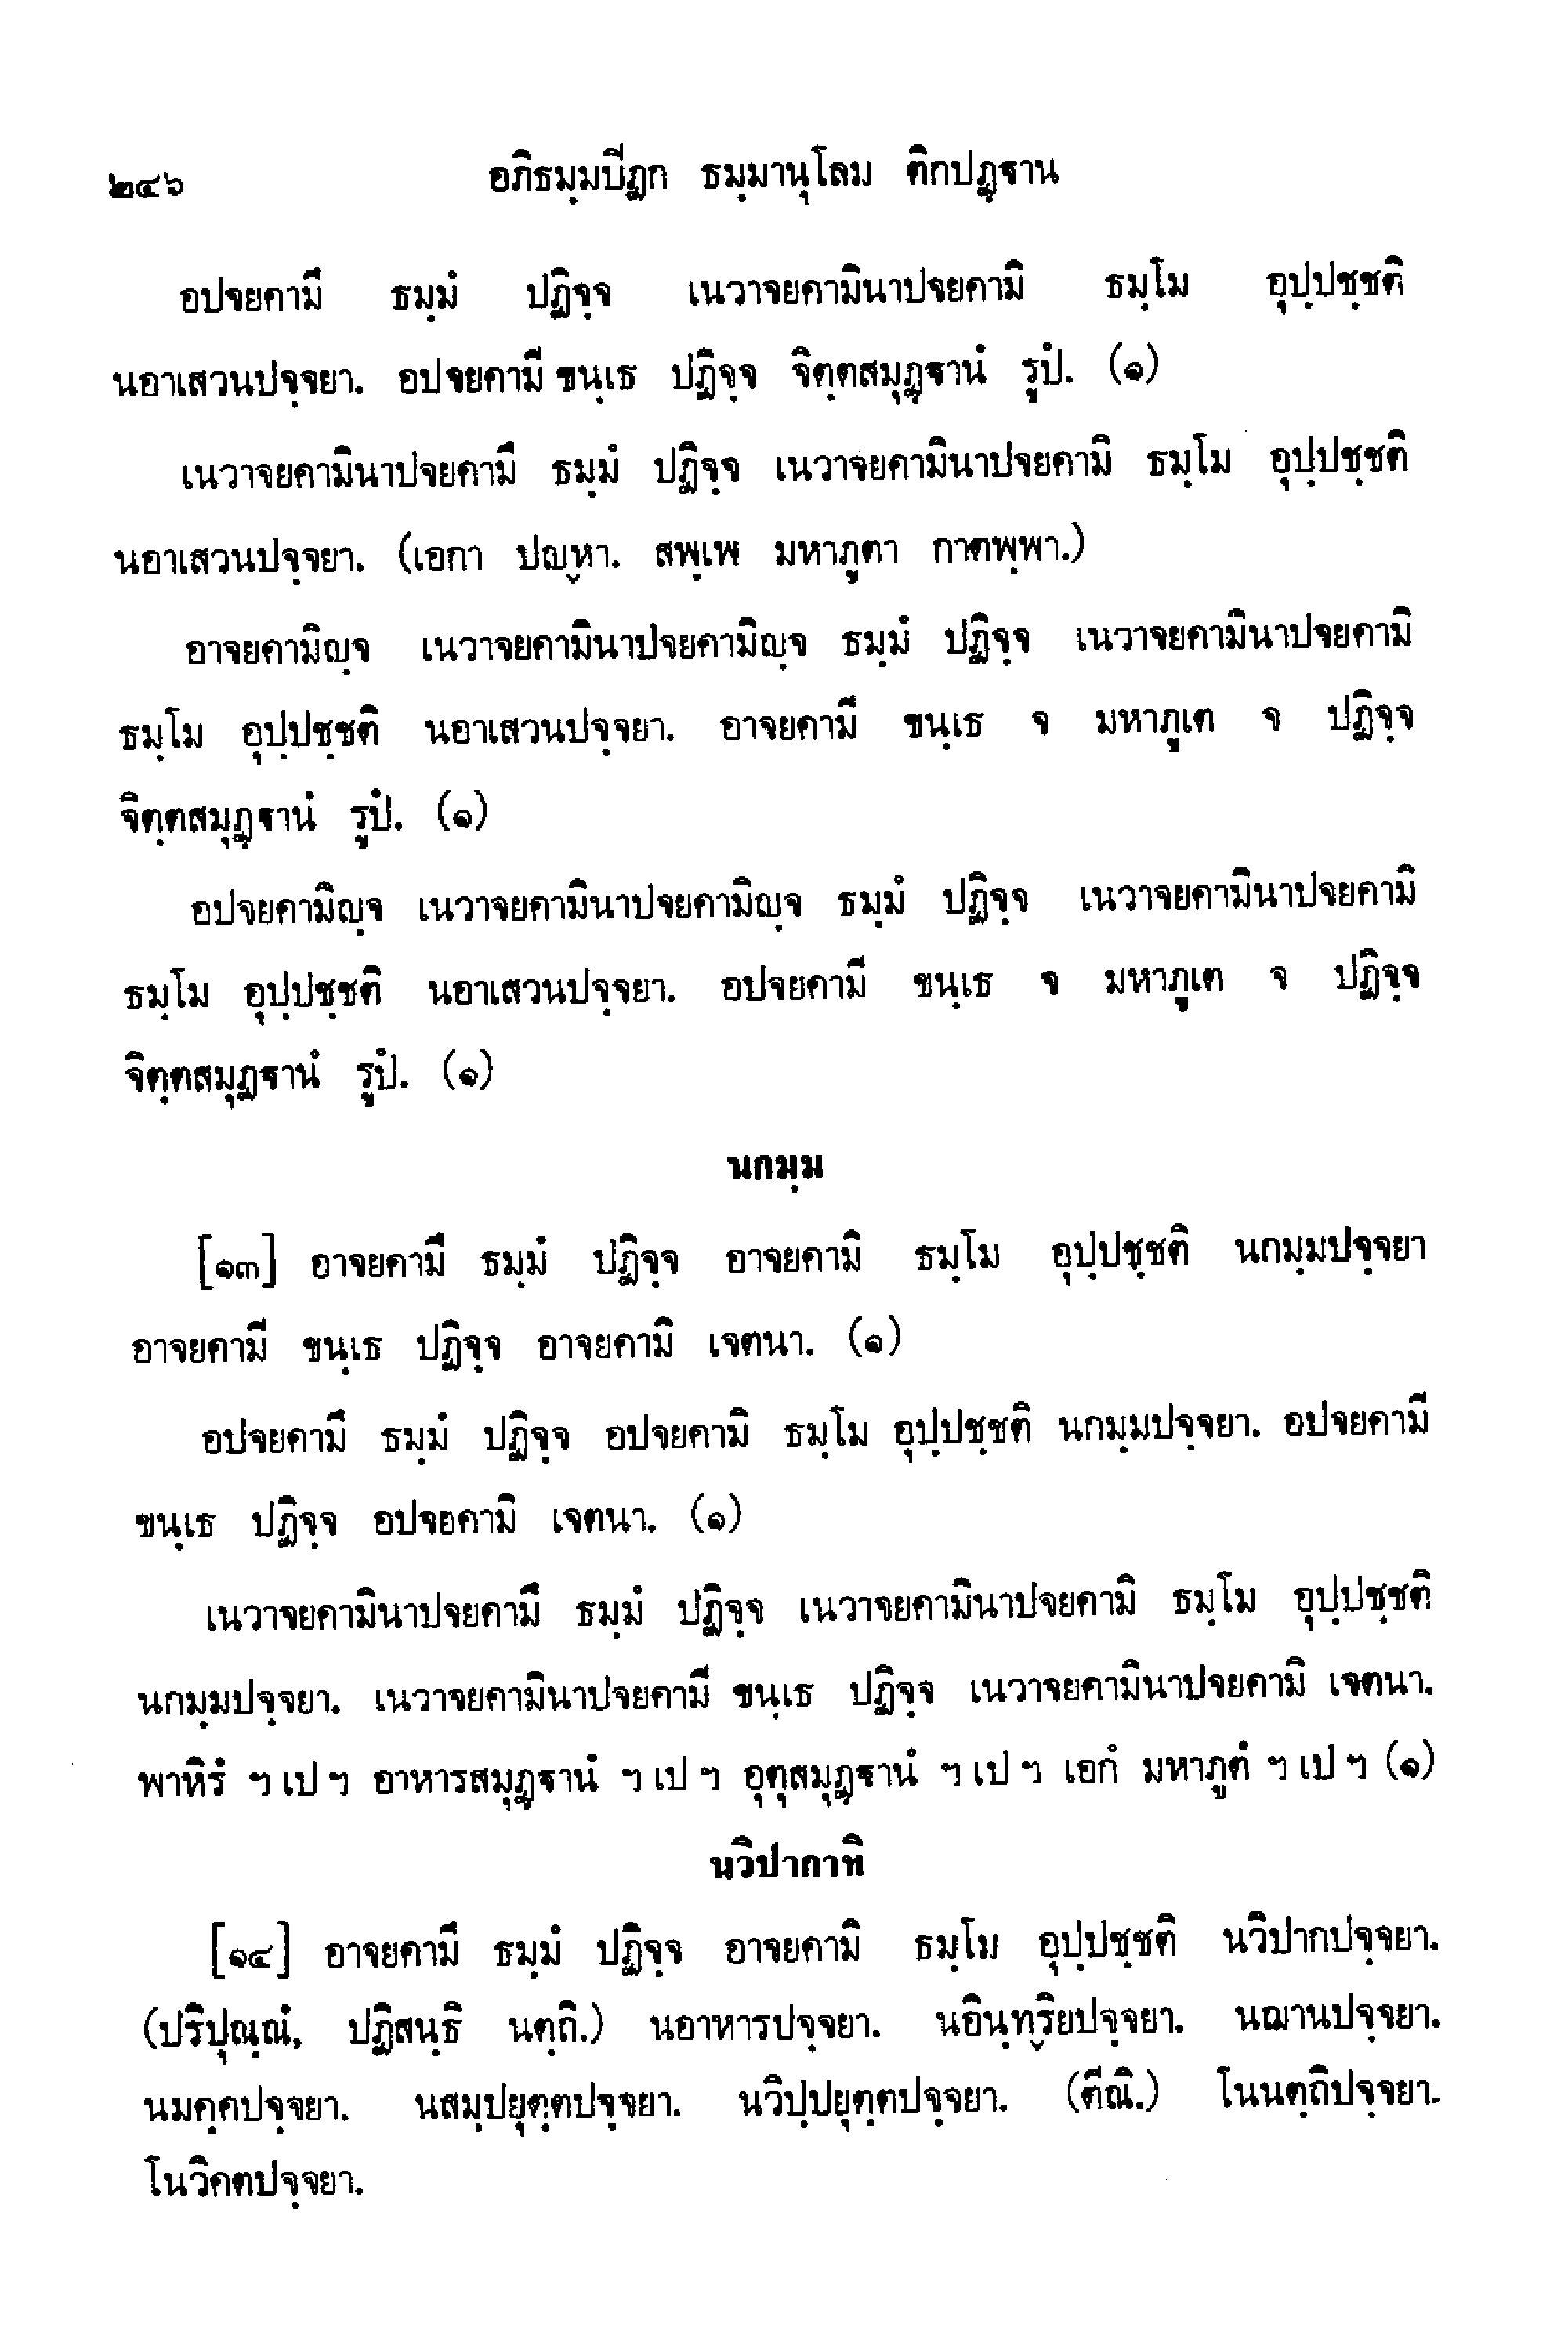 ๒๔๖ อภิธมฺมปีฏก ธมฺมานุโลม ติกปฏฺฐาน
อปจยคามึ ธมฺมํ ปฏิจฺจ เนวาจยคามินาปจยคามิ ธมฺโม อุปฺปชฺชติ
นอาเสวนปจฺจยา. อปจยคามี ขนฺเธ ปฏิจฺจ จิตฺตสมุฏฺฐานํ รูปํ. (๑)
เนวาจยคามินาปจยคามึ ธมฺมํ ปฏิจฺจ เนวาจยคามินาปจยคามิ ธมฺโม อุปฺปชฺชติ
นอาเสวนปจฺจยา. (เอกา ปญฺหา. สพฺเพ มหาภูตา กาตพฺพา.)
อาจยคามิญฺจ เนวาจยคามินาปจยคามิญฺจ ธมฺมํ ปฏิจฺจ เนวาจยคามินาปจยคามิ
ธมฺโม อุปฺปชฺชติ นอาเสวนปจฺจยา. อาจยคามี ขนฺเธ จ มหาภูเต จ ปฏิจฺจ
จิตฺตสมุฏฺฐานํ รูปํ. (๑)
อปจยคามิญฺจ เนวาจยคามินาปจยคามิญฺจ ธมฺมํ ปฏิจฺจ เนวาจยคามินาปจยคามิ
ธมฺโม อุปฺปชฺชติ นอาเสวนปจฺจยา. อปจยคามี ขนฺเธ จ มหาภูเต จ ปฏิจฺจ
จิตฺตสมุฏฺฐานํ รูปํ. (๑)
นกมฺม
[๑๓] อาจยคามึ ธมฺมํ ปฏิจฺจ อาจยคามิ ธมฺโม อุปฺปชฺชติ นกมฺมปจฺจยา
อาจยคามี ขนฺเธ ปฏิจฺจ อาจยคามิ เจตนา. (๑)
อปจยคามึ ธมฺมํ ปฏิจฺจ อปจยคามิ ธมฺโม อุปฺปชฺชติ นกมฺมปจฺจยา. อปจยคามี
ขนฺเธ ปฏิจฺจ อปจยคามิ เจตนา. (๑)
เนวาจยคามินาปจยคามึ ธมฺมํ ปฏิจฺจ เนวาจยคามินาปจยคามิ ธมฺโม อุปฺปชฺชติ
นกมฺมปจฺจยา. เนวาจยคามินาปจยคามี ขนฺเธ ปฏิจฺจ เนวาจยคามินาปจยคามิ เจตนา.
พาหิรํ ฯ เป ฯ อาหารสมุฏฺฐานํ ฯ เป ฯ อุตุสมุฏฺฐานํ ฯ เป ฯ เอกํ มหาภูตํ ฯ เป ฯ (๑)
นวิปากาทิ
[๑๔] อาจยคามึ ธมฺมํ ปฏิจฺจ อาจยคามิ ธมฺโม อุปฺปชฺชติ นวิปากปจฺจยา.
(ปริปุณฺณํ, ปฏิสนฺธิ นตฺถิ.) นอาหารปจฺจยา. นอินฺทฺริยปจฺจยา. นฌานปจฺจยา.
นมคฺคปจฺจยา. นสมฺปยุตฺตปจฺจยา. นวิปฺปยุตฺตปจฺจยา. (ตีณิ.) โนนตฺถิปจฺจยา.
โนวิคตปจฺจยา.